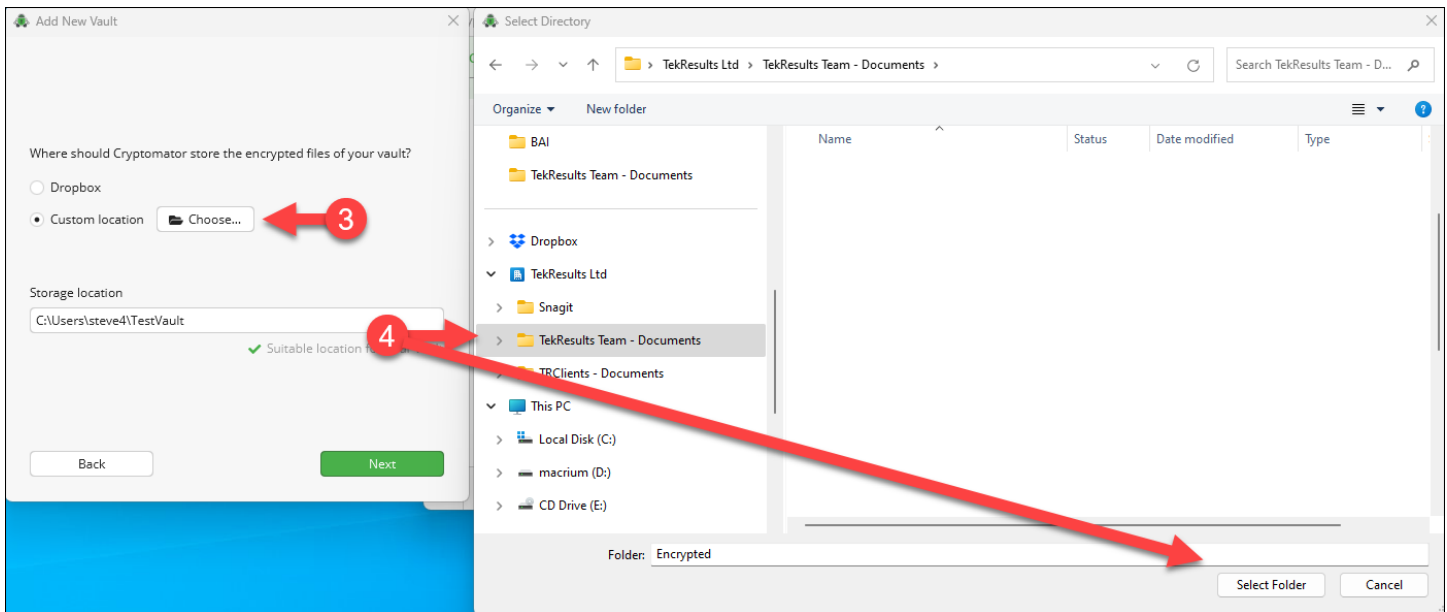 Add New Vault
Where should Cryptomator store the encrypted files of your vault?
Dropbox
Custom location
Choose...
3
Storage location
C:\Users\steve4\TestVault
Suitable location
4
Back
Next
Select Directory
TekResults Ltd > TekResults Team - Documents >
Search TekResults Team - D...
Organize
New folder
?
Name
Status
Date modified
Type
BAI
TekResults Team - Documents
Dropbox
TekResults Ltd
Snagit
TekResults Team - Documents
TRClients - Documents
This PC
Local Disk (C:)
macrium (D:)
CD Drive (E:)
Folder:
Encrypted
Select Folder
Cancel